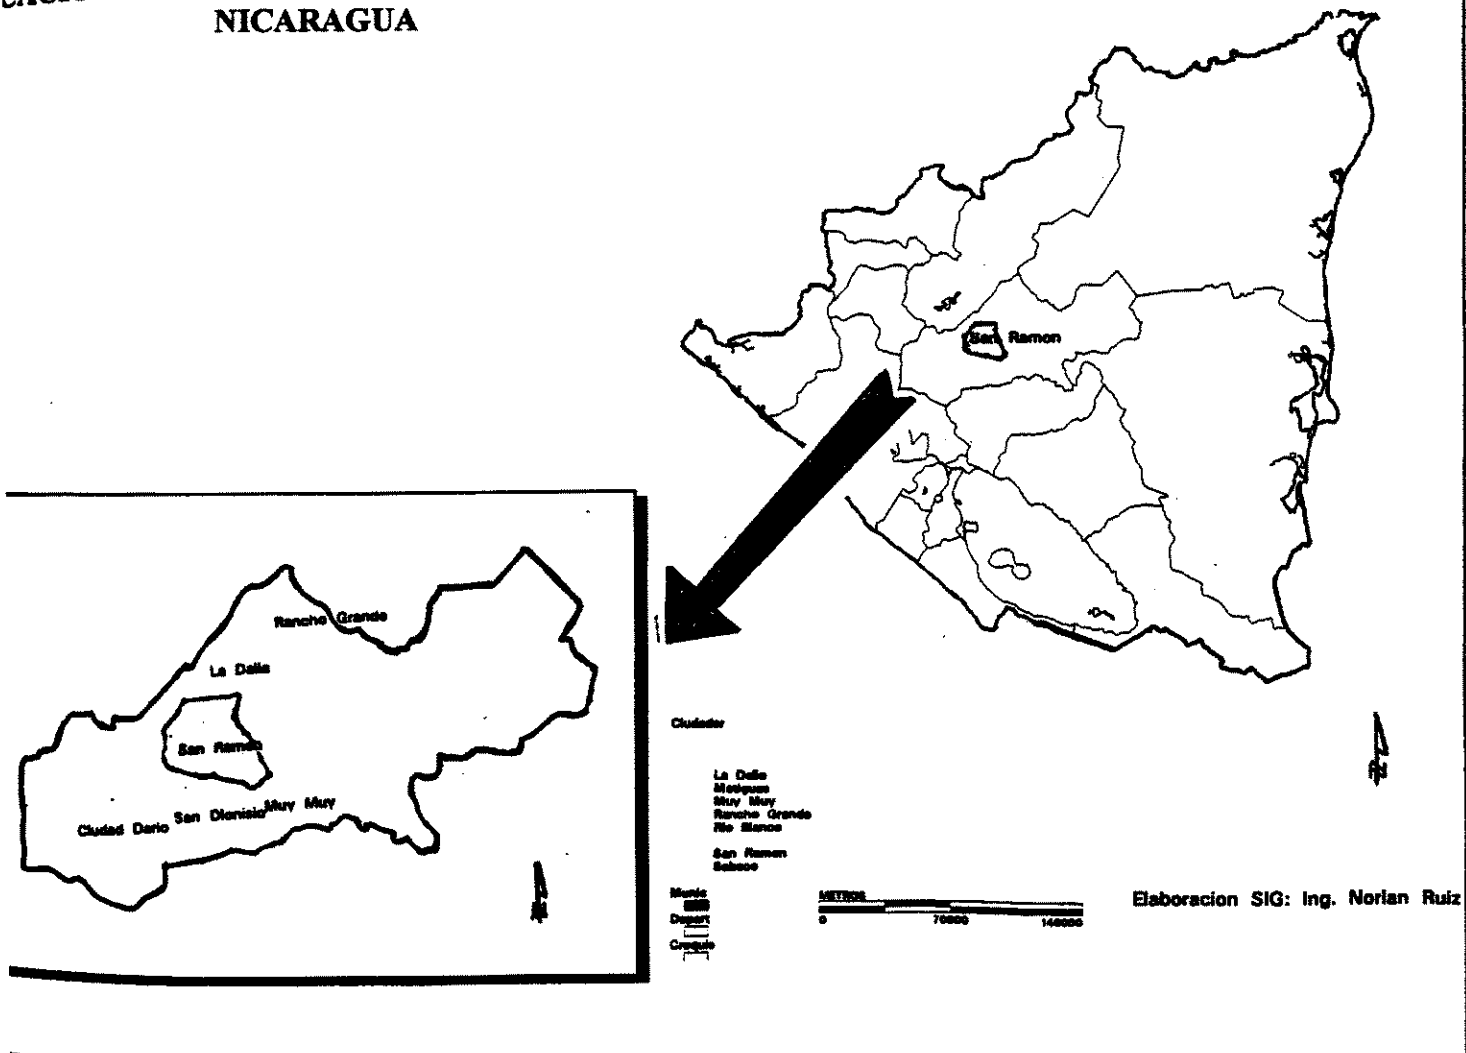 NICARAGUA
San Ramon
Rancho Grande
La Dalia
San Ramon
Ciudad Dario San Dionisio Muy Muy
Ciudader
La Dalia
Matiguas
Muy Muy
Rancho Grande
Rio Blanco
San Ramon
Sebaco
Munic
Depart
Croquis
METROS
0 70000 140000
Elaboracion SIG: Ing. Norian Ruiz